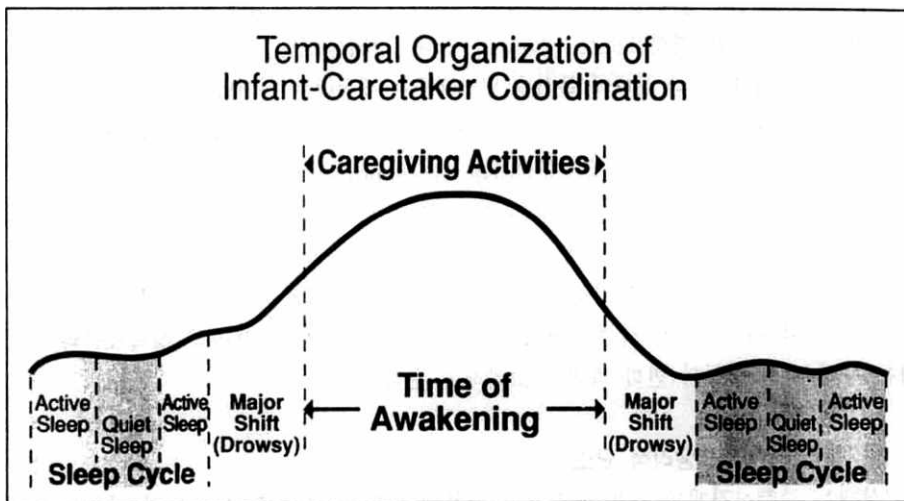 Temporal Organization of
Infant-Caretaker Coordination
Caregiving Activities
Active
Sleep
Quiet
Sleep
Active
Sleep
Sleep Cycle
Major
Shift
(Drowsy)
Time of
Awakening
Major
Shift
(Drowsy)
Active
Sleep
Quiet
Sleep
Active
Sleep
Sleep Cycle